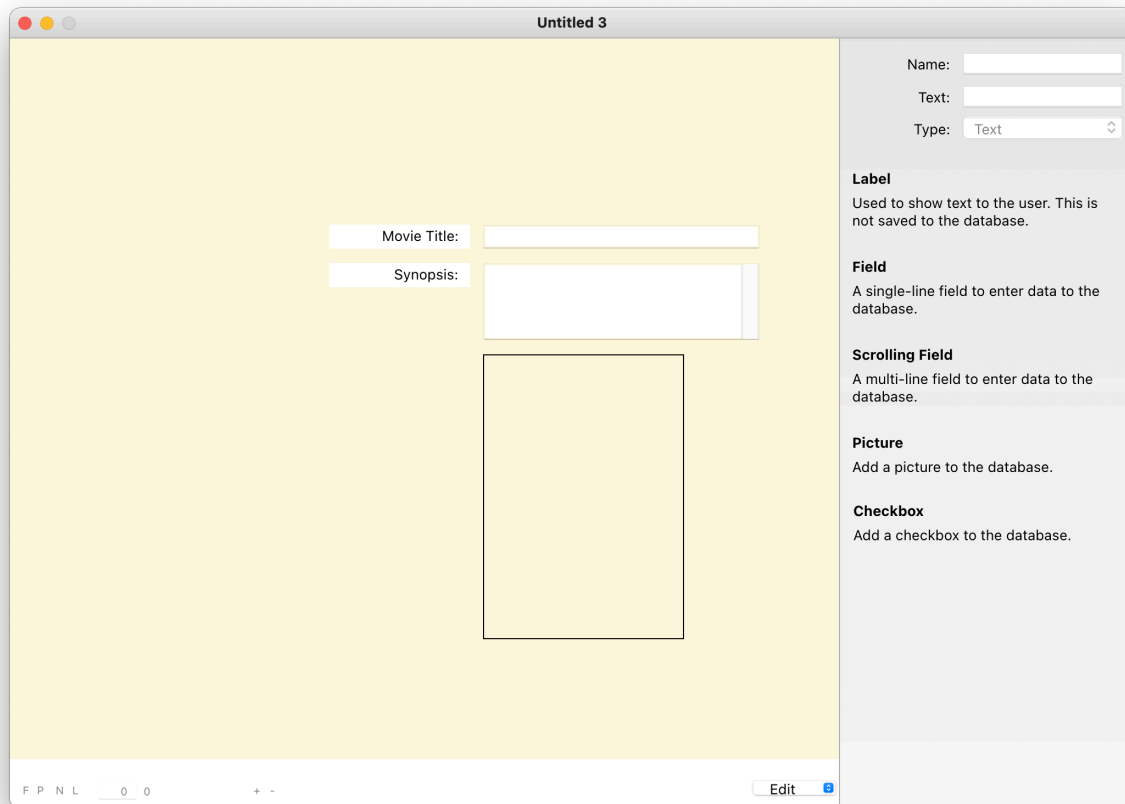 Untitled 3
Name:
Text:
Type: Text
Label
Used to show text to the user. This is
not saved to the database.
Field
A single-line field to enter data to the
database.
Scrolling Field
A multi-line field to enter data to the
database.
Picture
Add a picture to the database.
Checkbox
Add a checkbox to the database.
Movie Title:
Synopsis:
F P N L 0 0 + - Edit